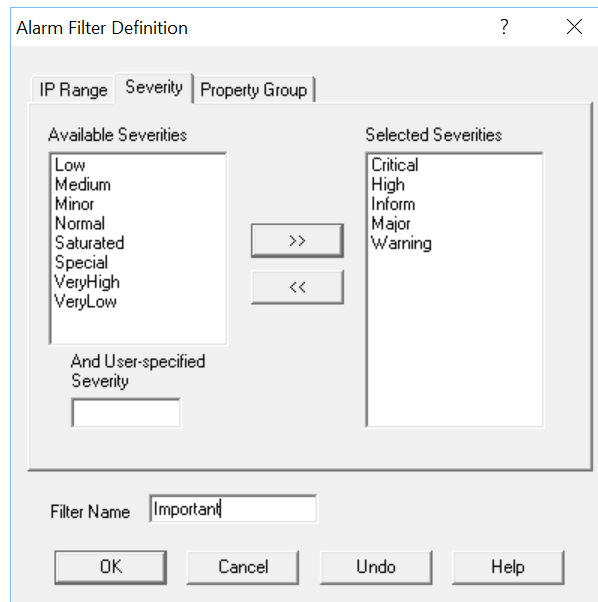 Alarm Filter Definition ? X
IP Range Severity Property Group
Available Severities Selected Severities
Low Critical
Medium High
Minor Inform
Normal Major
Saturated Warning
Special
VeryHigh
VeryLow
>>
<<
And User-specified
Severity
Filter Name Important
OK Cancel Undo Help